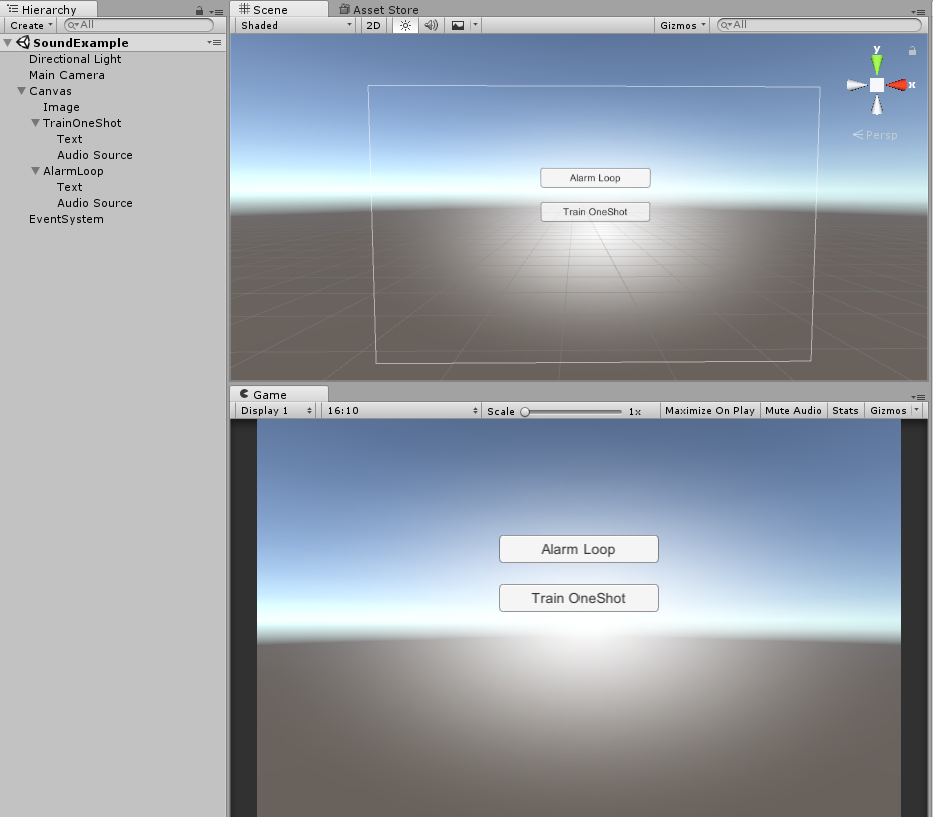 Hierarchy
Create
All
SoundExample
Directional Light
Main Camera
Canvas
Image
TrainOneShot
Text
Audio Source
AlarmLoop
Text
Audio Source
EventSystem
Scene
Asset Store
Shaded
2D
Gizmos
All
y
x
Persp
Alarm Loop
Train OneShot
Game
Display 1
16:10
Scale
1x
Maximize On Play
Mute Audio
Stats
Gizmos
Alarm Loop
Train OneShot